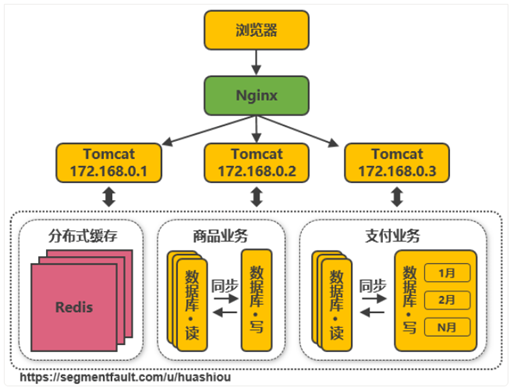 浏览器
Nginx
Tomcat
172.168.0.1
Tomcat
172.168.0.2
Tomcat
172.168.0.3
分布式缓存
商品业务
支付业务
Redis
数据库·读
同步
数据库·写
数据库·读
同步
数据库·写
1月
2月
N月
https://segmentfault.com/u/huashiou